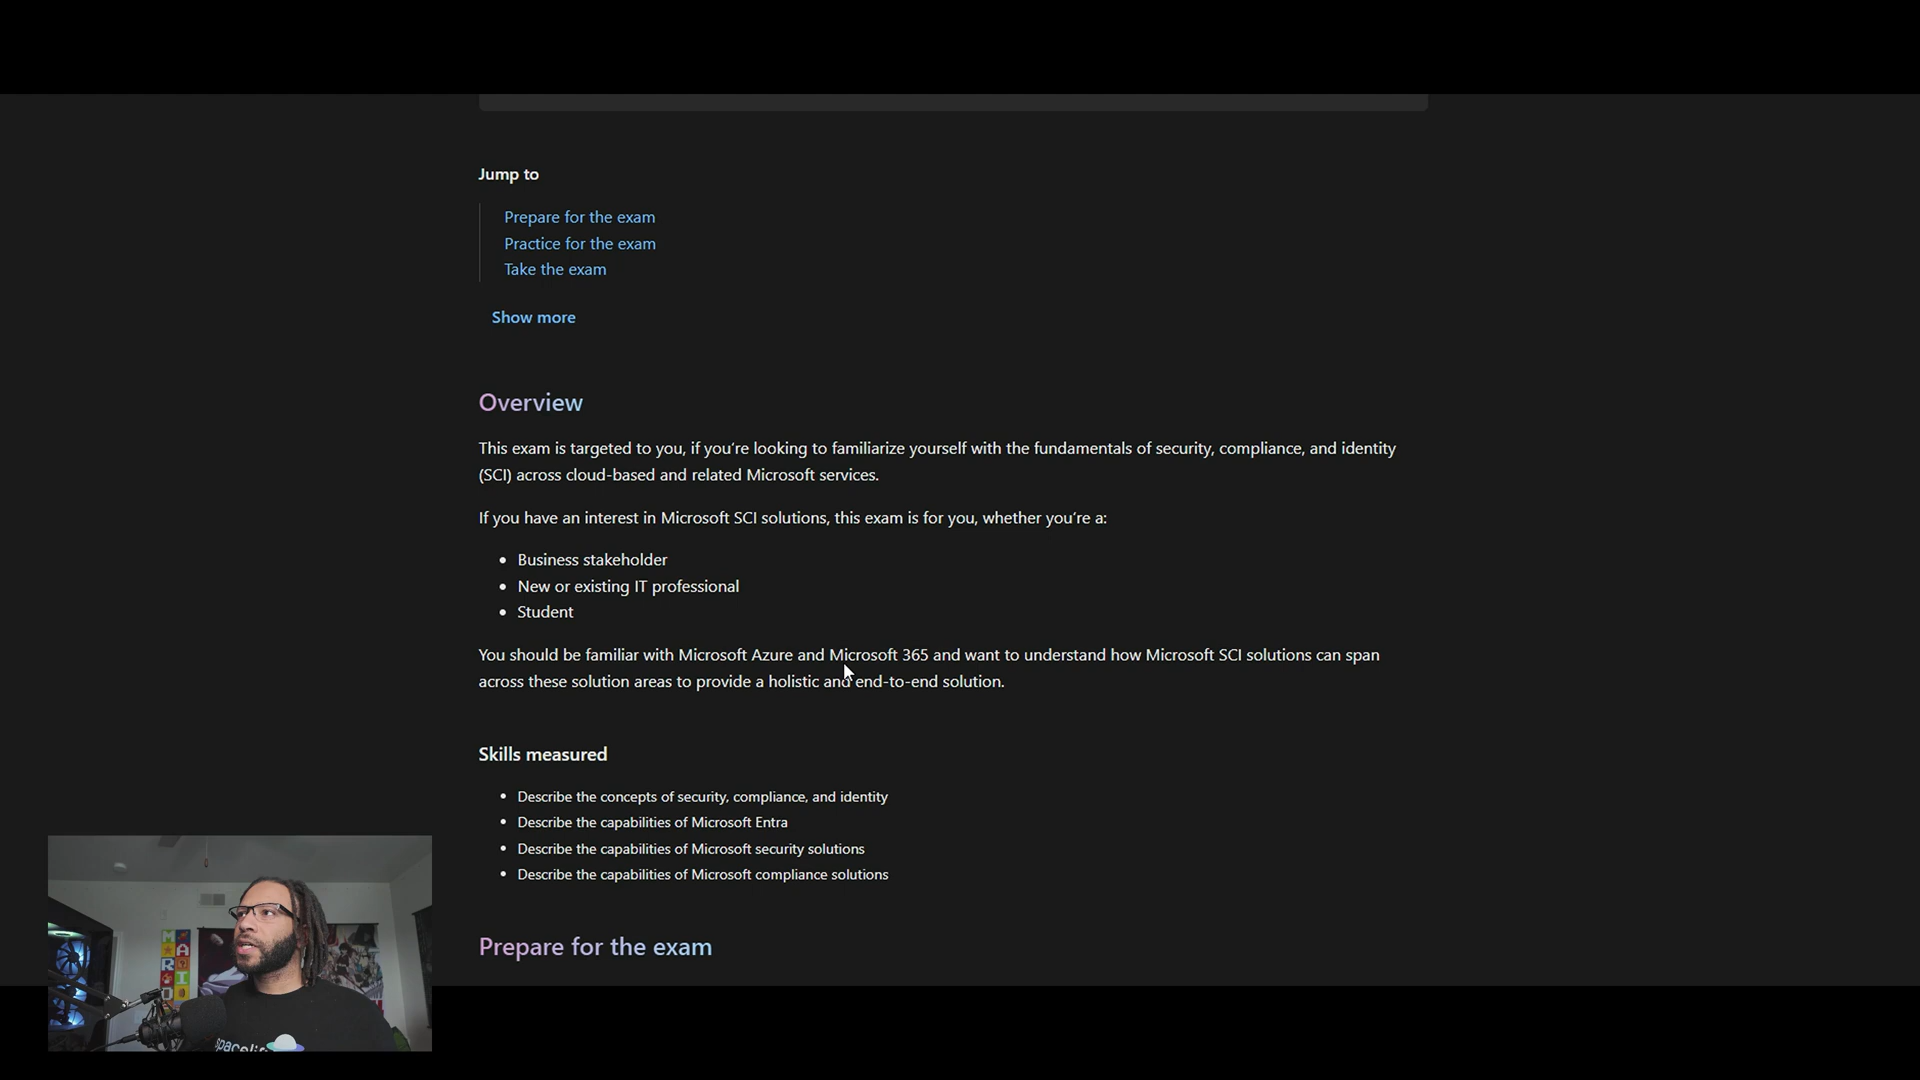 Jump to
Prepare for the exam
Practice for the exam
Take the exam
Show more
Overview
This exam is targeted to you, if you're looking to familiarize yourself with the fundamentals of security, compliance, and identity
(SCI) across cloud-based and related Microsoft services.
If you have an interest in Microsoft SCI solutions, this exam is for you, whether you're a:
• Business stakeholder
• New or existing IT professional
• Student
You should be familiar with Microsoft Azure and Microsoft 365 and want to understand how Microsoft SCI solutions can span
across these solution areas to provide a holistic and end-to-end solution.
Skills measured
• Describe the concepts of security, compliance, and identity
• Describe the capabilities of Microsoft Entra
• Describe the capabilities of Microsoft security solutions
• Describe the capabilities of Microsoft compliance solutions
Prepare for the exam